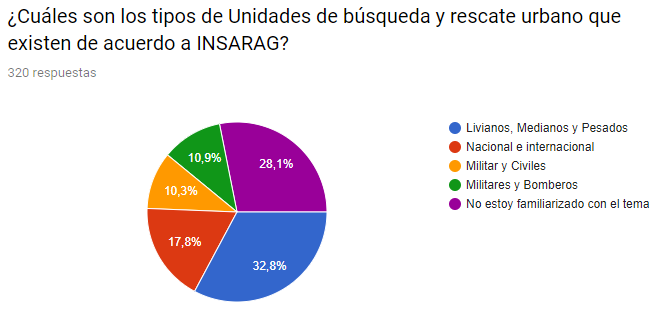 ¿Cuáles son los tipos de Unidades de búsqueda y rescate urbano que
existen de acuerdo a INSARAG?
320 respuestas
10,9%
28,1%
10,3%
17,8%
32,8%
Livianos, Medianos y Pesados
Nacional e internacional
Militar y Civiles
Militares y Bomberos
No estoy familiarizado con el tema